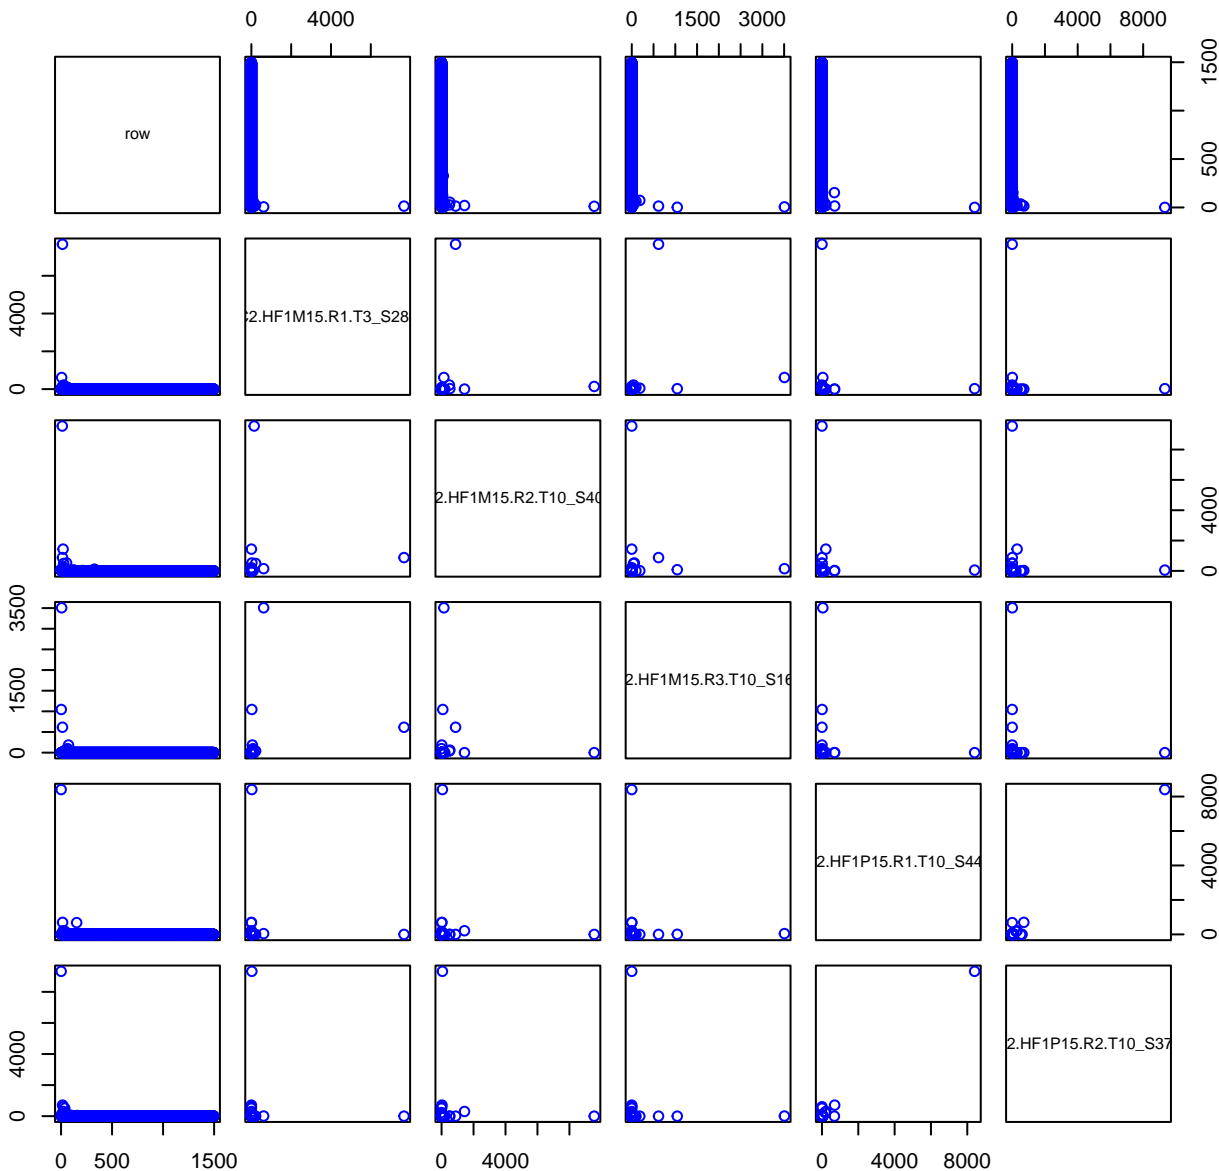 0 4000 0 1500 3000 0 4000 8000
row 0 500 1500
0 4000 2.HF1M15.R1.T3_S28
2.HF1M15.R2.T10_S40 0 4000
0 1500 3500 2.HF1M15.R3.T10_S16
2.HF1P15.R1.T10_S44 0 4000 8000
0 4000 2.HF1P15.R2.T10_S37
0 500 1500 0 4000 0 4000 8000